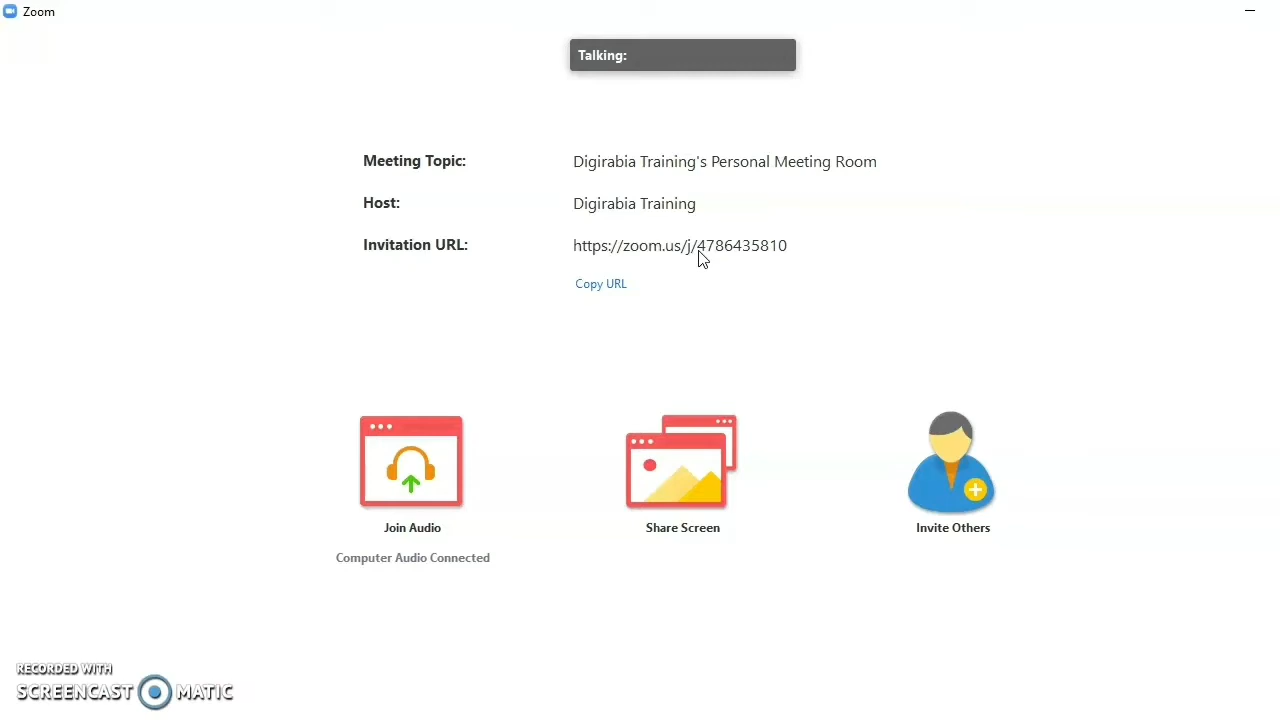 Zoom
Talking:
Meeting Topic: Digirabia Training's Personal Meeting Room
Host: Digirabia Training
Invitation URL: https://zoom.us/j/4786435810
Copy URL
Join Audio
Share Screen
Invite Others
Computer Audio Connected
RECORDED WITH
SCREENCAST MATIC